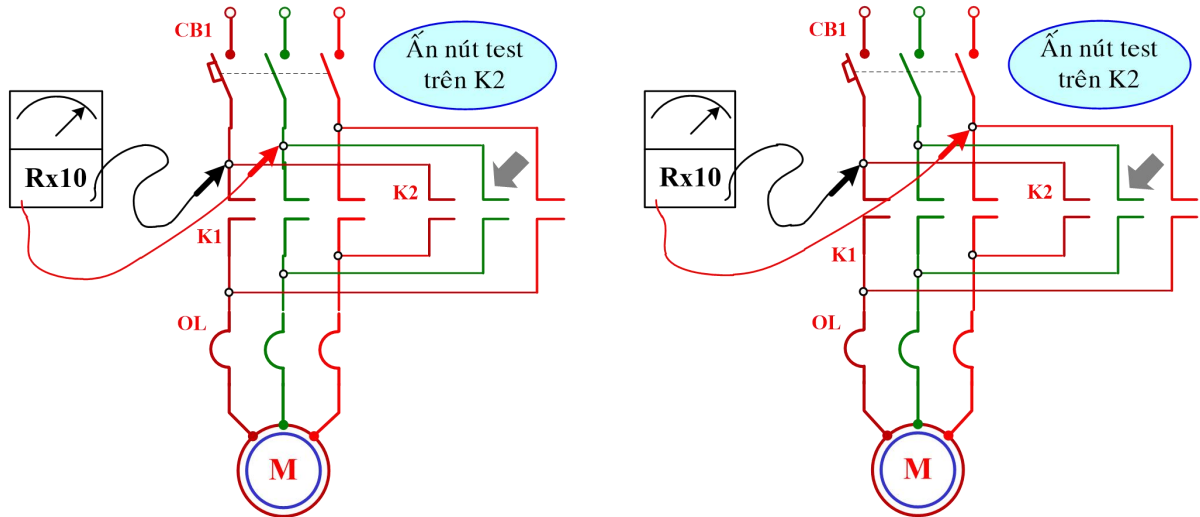 CB1
Ấn nút test
trên K2
Rx10
K2
K1
OL
M
CB1
Ấn nút test
trên K2
Rx10
K2
K1
OL
M